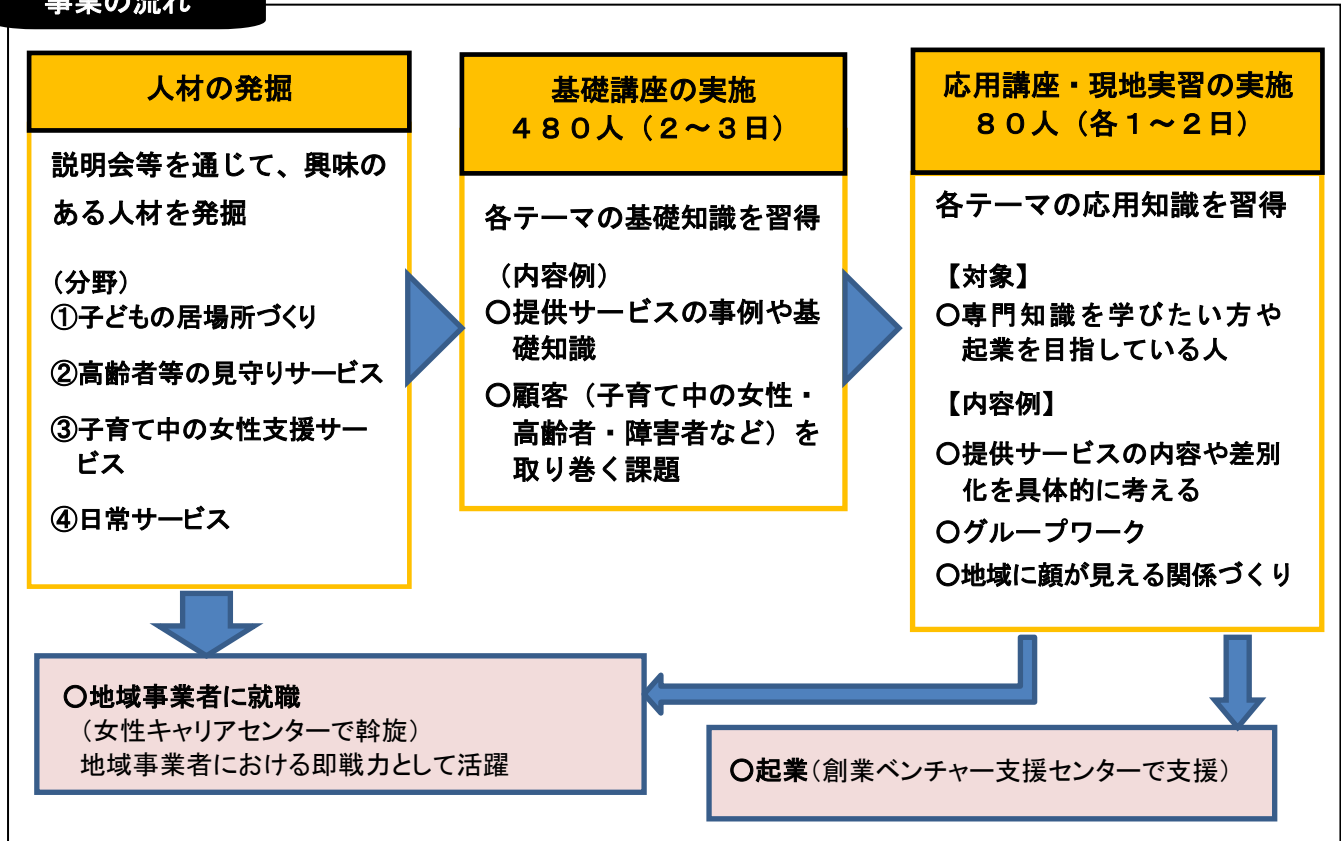 事業の流れ
人材の発掘
説明会等を通じて、興味の
ある人材を発掘
（分野）
①子どもの居場所づくり
②高齢者等の見守りサービス
③子育て中の女性支援サー
ビス
④日常サービス
基礎講座の実施
４８０人（２～３日）
各テーマの基礎知識を習得
（内容例）
〇提供サービスの事例や基
礎知識
〇顧客（子育て中の女性・
高齢者・障害者など）を
取り巻く課題
応用講座・現地実習の実施
８０人（各１～２日）
各テーマの応用知識を習得
【対象】
〇専門知識を学びたい方や
起業を目指している人
【内容例】
〇提供サービスの内容や差別
化を具体的に考える
〇グループワーク
〇地域に顔が見える関係づくり
〇地域事業者に就職
（女性キャリアセンターで斡旋）
地域事業者における即戦力として活躍
〇起業（創業ベンチャー支援センターで支援）